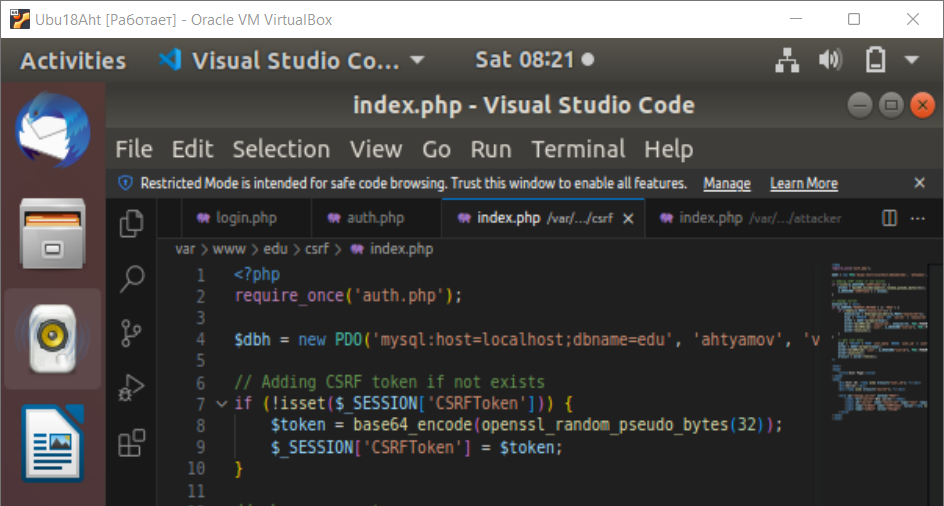 Ubu18Aht [Работает] - Oracle VM VirtualBox
Activities Visual Studio Co... Sat 08:21
index.php - Visual Studio Code
File Edit Selection View Go Run Terminal Help
Restricted Mode is intended for safe code browsing. Trust this window to enable all features. Manage Learn More
login.php auth.php index.php /var/.../csrf index.php /var/.../attacker
var > www > edu > csrf > index.php
1 <?php
2 require_once('auth.php');
3
4 $dbh = new PDO('mysql:host=localhost;dbname=edu', 'ahtyamov', 'v
5
6 // Adding CSRF token if not exists
7 if (!isset($_SESSION['CSRFToken'])) {
8 $token = base64_encode(openssl_random_pseudo_bytes(32));
9 $_SESSION['CSRFToken'] = $token;
10 }
11